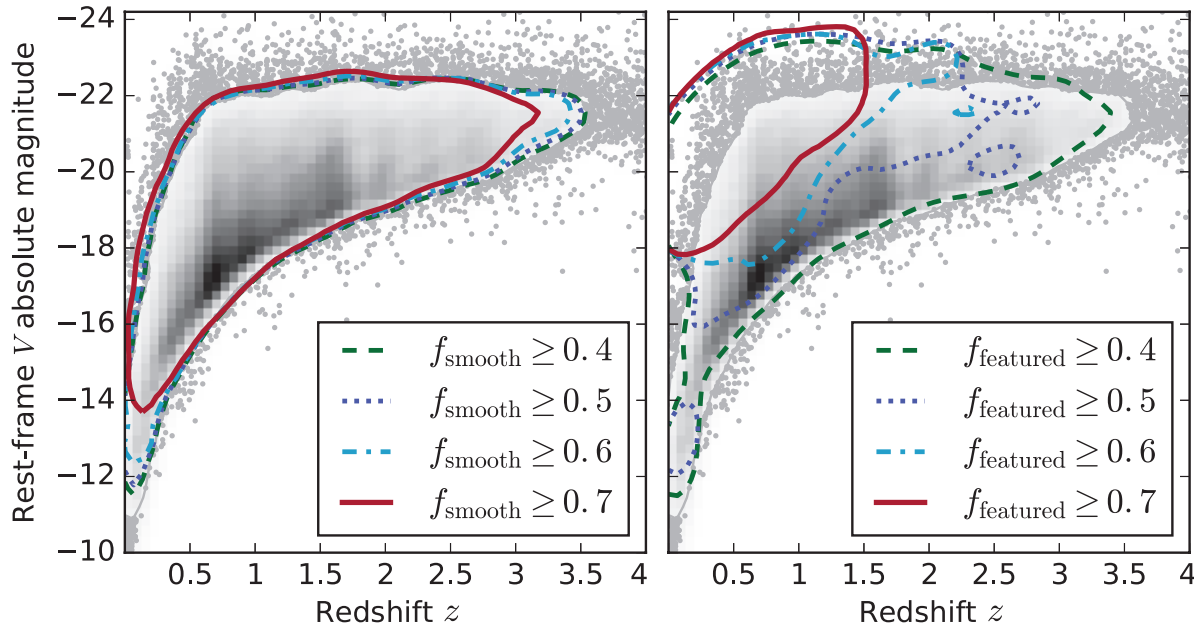 Rest-frame V absolute magnitude
−24
−22
−20
−18
−16
−14
−12
−10
f_smooth ≥ 0.4
f_smooth ≥ 0.5
f_smooth ≥ 0.6
f_smooth ≥ 0.7
0.5 1 1.5 2 2.5 3 3.5 4
Redshift z
f_featured ≥ 0.4
f_featured ≥ 0.5
f_featured ≥ 0.6
f_featured ≥ 0.7
0.5 1 1.5 2 2.5 3 3.5 4
Redshift z